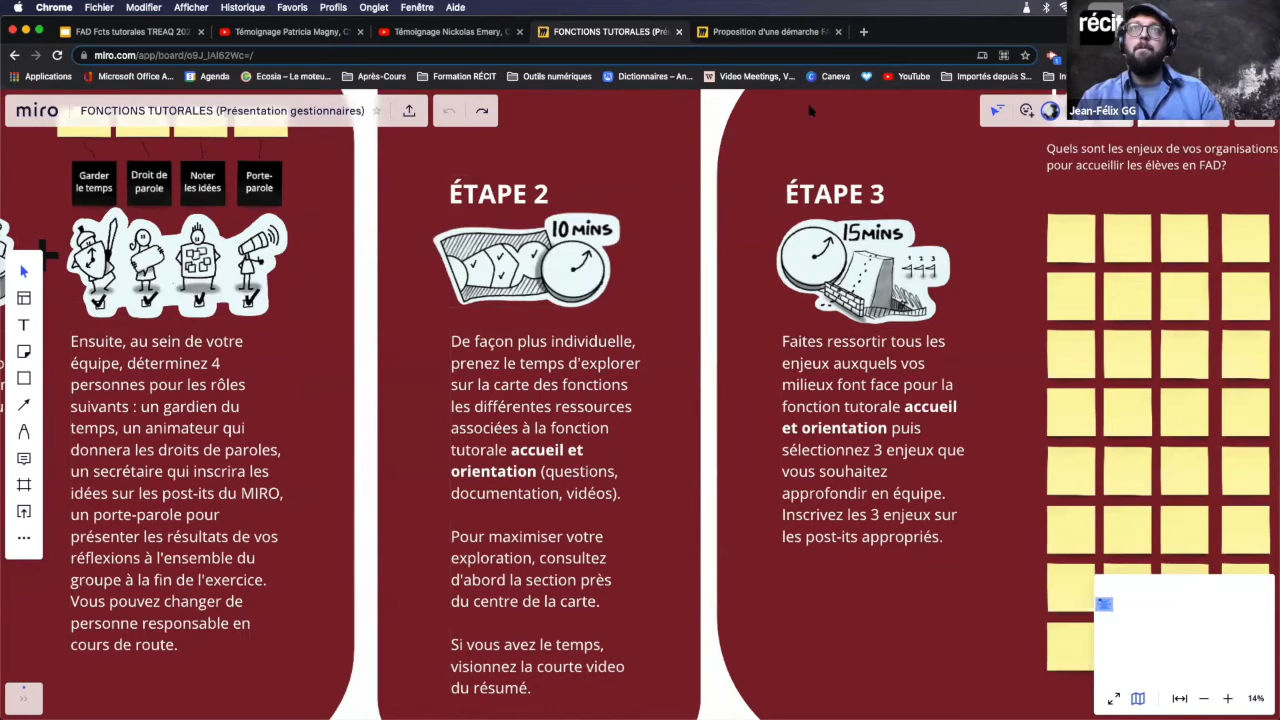 Chrome Fichier Modifier Afficher Historique Favoris Profils Onglet Fenêtre Aide
FAD Fcts tutorales TREAQ 202
Témoignage Patricia Magny, C
Témoignage Nickolas Emery, C
FONCTIONS TUTORALES (Pré
Proposition d'une démarche F
miro.com/app/board/o9J_lAl62Wc=/
Applications
Microsoft Office A...
Agenda
Ecosia – Le moteu...
Après-Cours
Formation RÉCIT
Outils numériques
Dictionnaires – An...
Video Meetings, V...
Caneva
YouTube
Importés depuis S...
récit
Jean-Félix GG
miro
FONCTIONS TUTORALES (Présentation gestionnaires)
Garder
le temps
Droit de
parole
Noter
les idées
Porte-
parole
Ensuite, au sein de votre
équipe, déterminez 4
personnes pour les rôles
suivants : un gardien du
temps, un animateur qui
donnera les droits de paroles,
un secrétaire qui inscrira les
idées sur les post-its du MIRO,
un porte-parole pour
présenter les résultats de vos
réflexions à l'ensemble du
groupe à la fin de l'exercice.
Vous pouvez changer de
personne responsable en
cours de route.
ÉTAPE 2
10 MINS
De façon plus individuelle,
prenez le temps d'explorer
sur la carte des fonctions
les différentes ressources
associées à la fonction
tutorale accueil et
orientation (questions,
documentation, vidéos).
Pour maximiser votre
exploration, consultez
d'abord la section près
du centre de la carte.
Si vous avez le temps,
visionnez la courte video
du résumé.
ÉTAPE 3
15 MINS
1 2 3
Faites ressortir tous les
enjeux auxquels vos
milieux font face pour la
fonction tutorale accueil
et orientation puis
sélectionnez 3 enjeux que
vous souhaitez
approfondir en équipe.
Inscrivez les 3 enjeux sur
les post-its appropriés.
Quels sont les enjeux de vos organisations
pour accueillir les élèves en FAD?
14%